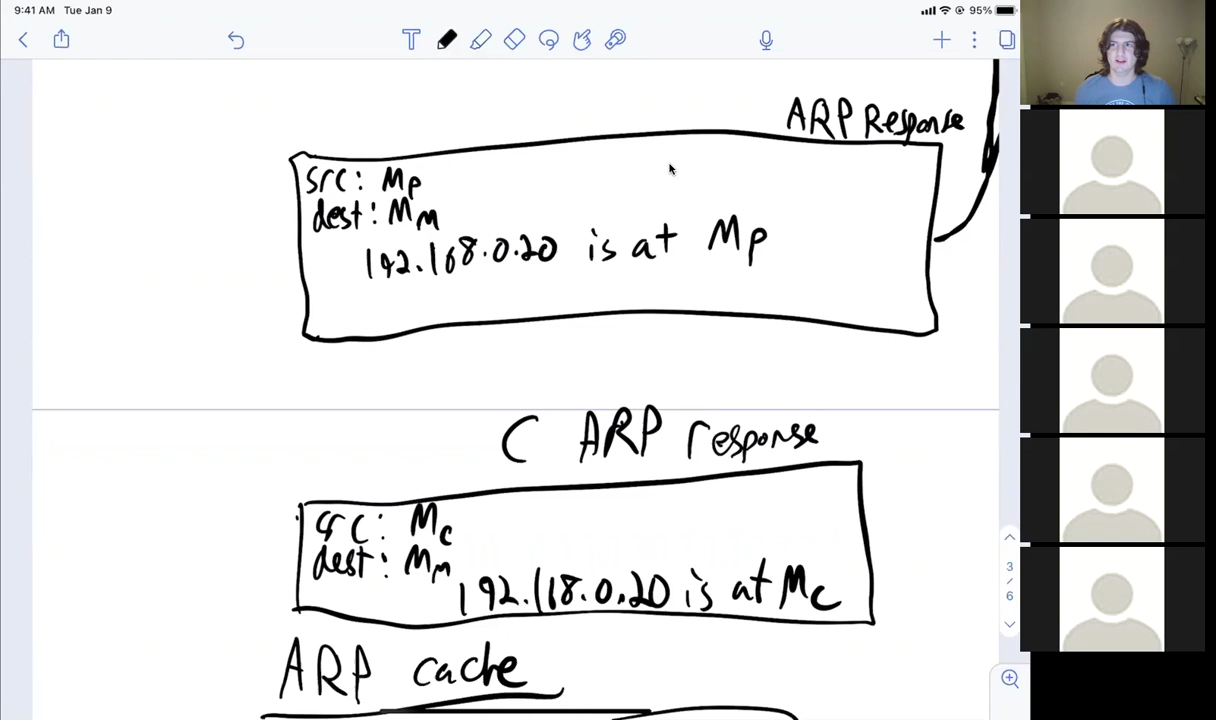 9:41 AM Tue Jan 9
95%
T
ARP Response
src: Mp
dest: MM
192.168.0.20 is at Mp
C ARP response
src: Mc
dest: MM
192.168.0.20 is at Mc
3
/
6
ARP cache